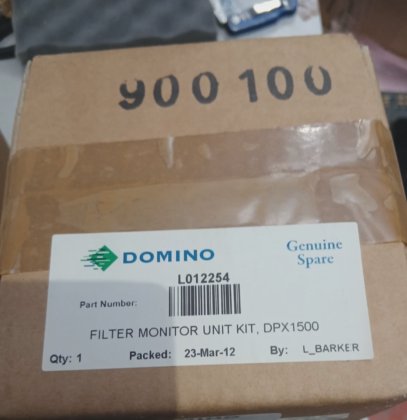 900100
DOMINO
Genuine
Spare
L012254
Part Number:
FILTER MONITOR UNIT KIT, DPX1500
Qty: 1 Packed: 23-Mar-12 By: L_BARKER